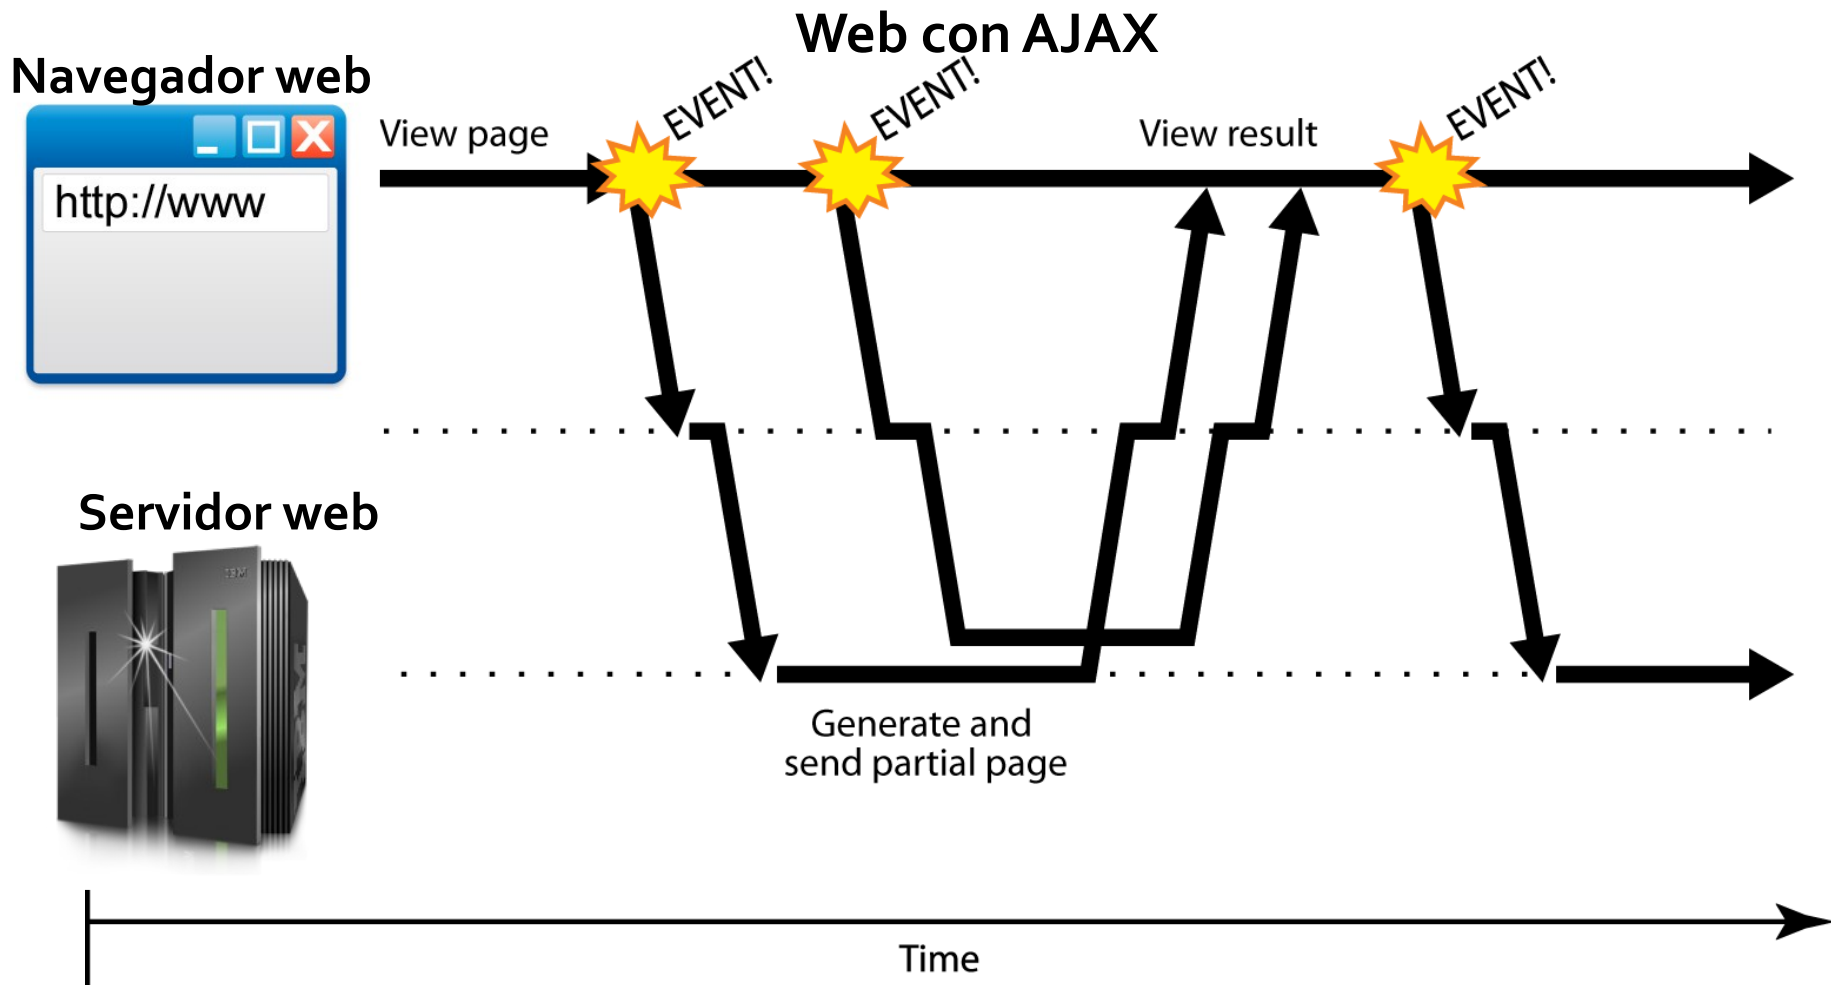 Web con AJAX
Navegador web
http://www
View page
EVENT!
EVENT!
View result
EVENT!
Servidor web
IBM
Generate and
send partial page
Time